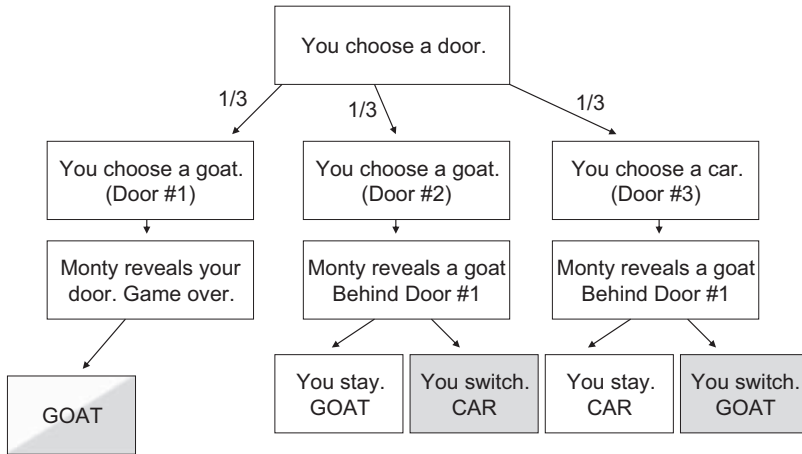 You choose a door.
1/3
1/3
1/3
You choose a goat.
(Door #1)
You choose a goat.
(Door #2)
You choose a car.
(Door #3)
Monty reveals your
door. Game over.
Monty reveals a goat
Behind Door #1
Monty reveals a goat
Behind Door #1
GOAT
You stay.
GOAT
You switch.
CAR
You stay.
CAR
You switch.
GOAT